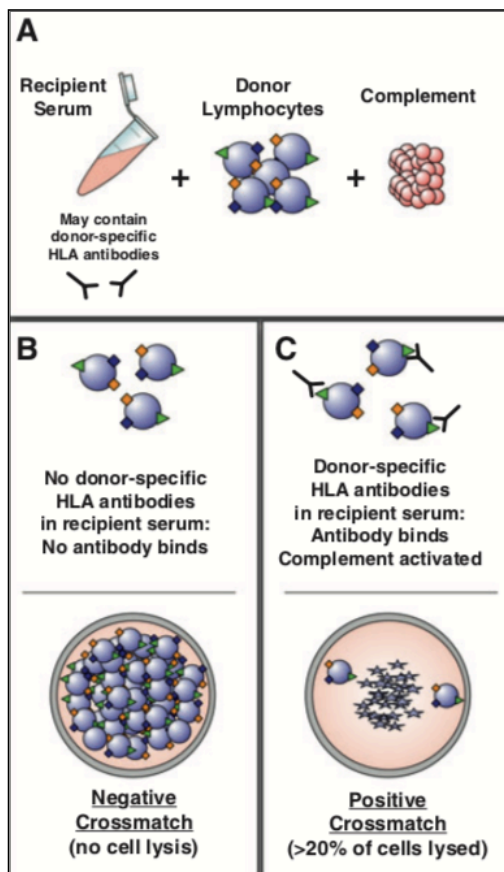 A
Recipient
Serum
Donor
Lymphocytes
Complement
+
+
May contain
donor-specific
HLA antibodies
B
No donor-specific
HLA antibodies
in recipient serum:
No antibody binds
Negative
Crossmatch
(no cell lysis)
C
Donor-specific
HLA antibodies
in recipient serum:
Antibody binds
Complement activated
Positive
Crossmatch
(>20% of cells lysed)